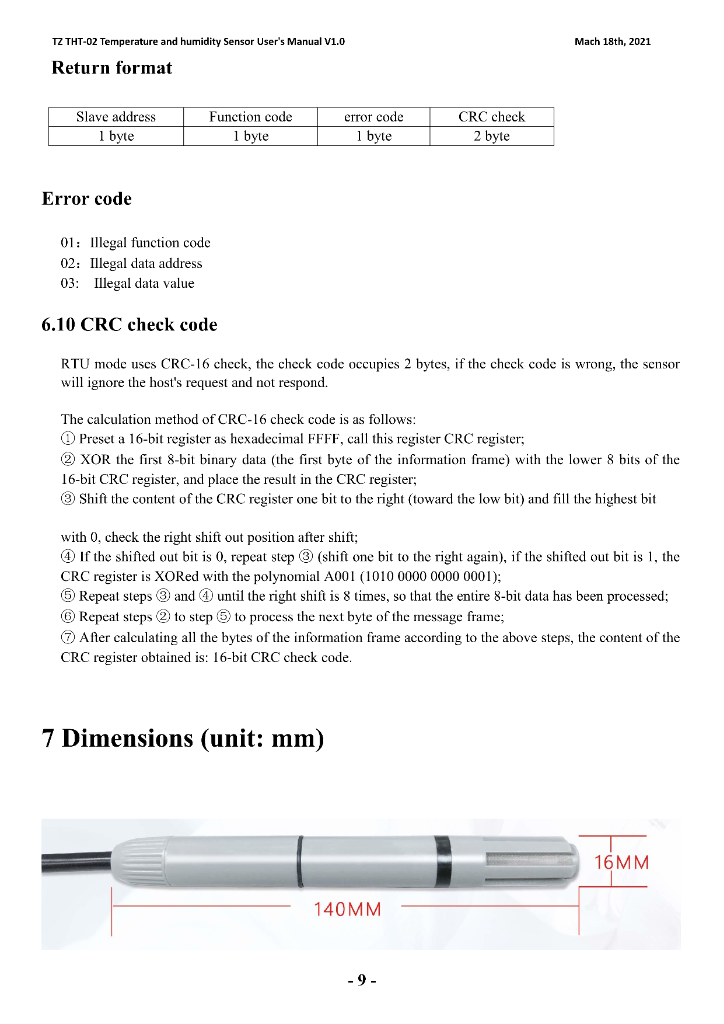 TZ THT-02 Temperature and humidity Sensor User's Manual V1.0 Mach 18th, 2021
Return format
Slave address Function code error code CRC check
1 byte 1 byte 1 byte 2 byte
Error code
01：Illegal function code
02：Illegal data address
03: Illegal data value
6.10 CRC check code
RTU mode uses CRC-16 check, the check code occupies 2 bytes, if the check code is wrong, the sensor
will ignore the host's request and not respond.
The calculation method of CRC-16 check code is as follows:
① Preset a 16-bit register as hexadecimal FFFF, call this register CRC register;
② XOR the first 8-bit binary data (the first byte of the information frame) with the lower 8 bits of the
16-bit CRC register, and place the result in the CRC register;
③ Shift the content of the CRC register one bit to the right (toward the low bit) and fill the highest bit
with 0, check the right shift out position after shift;
④ If the shifted out bit is 0, repeat step ③ (shift one bit to the right again), if the shifted out bit is 1, the
CRC register is XORed with the polynomial A001 (1010 0000 0000 0001);
⑤ Repeat steps ③ and ④ until the right shift is 8 times, so that the entire 8-bit data has been processed;
⑥ Repeat steps ② to step ⑤ to process the next byte of the message frame;
⑦ After calculating all the bytes of the information frame according to the above steps, the content of the
CRC register obtained is: 16-bit CRC check code.
7 Dimensions (unit: mm)
16MM
140MM
- 9 -